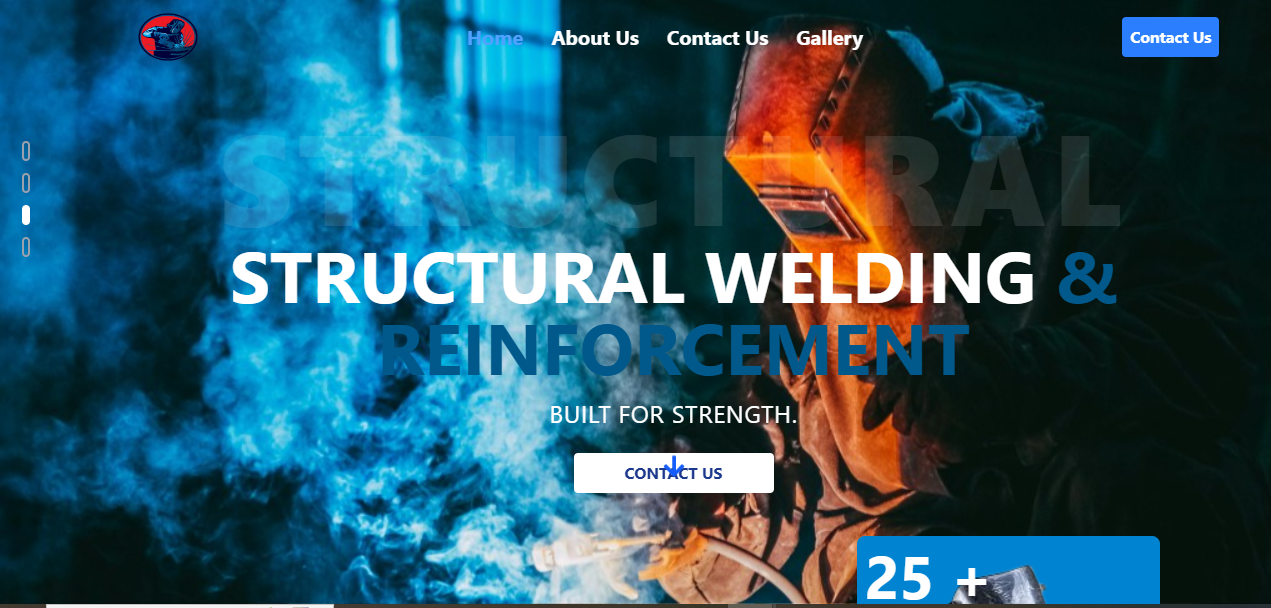 Home About Us Contact Us Gallery Contact Us
STRUCTURAL
STRUCTURAL WELDING &
REINFORCEMENT
BUILT FOR STRENGTH.
CONTACT US
25 +